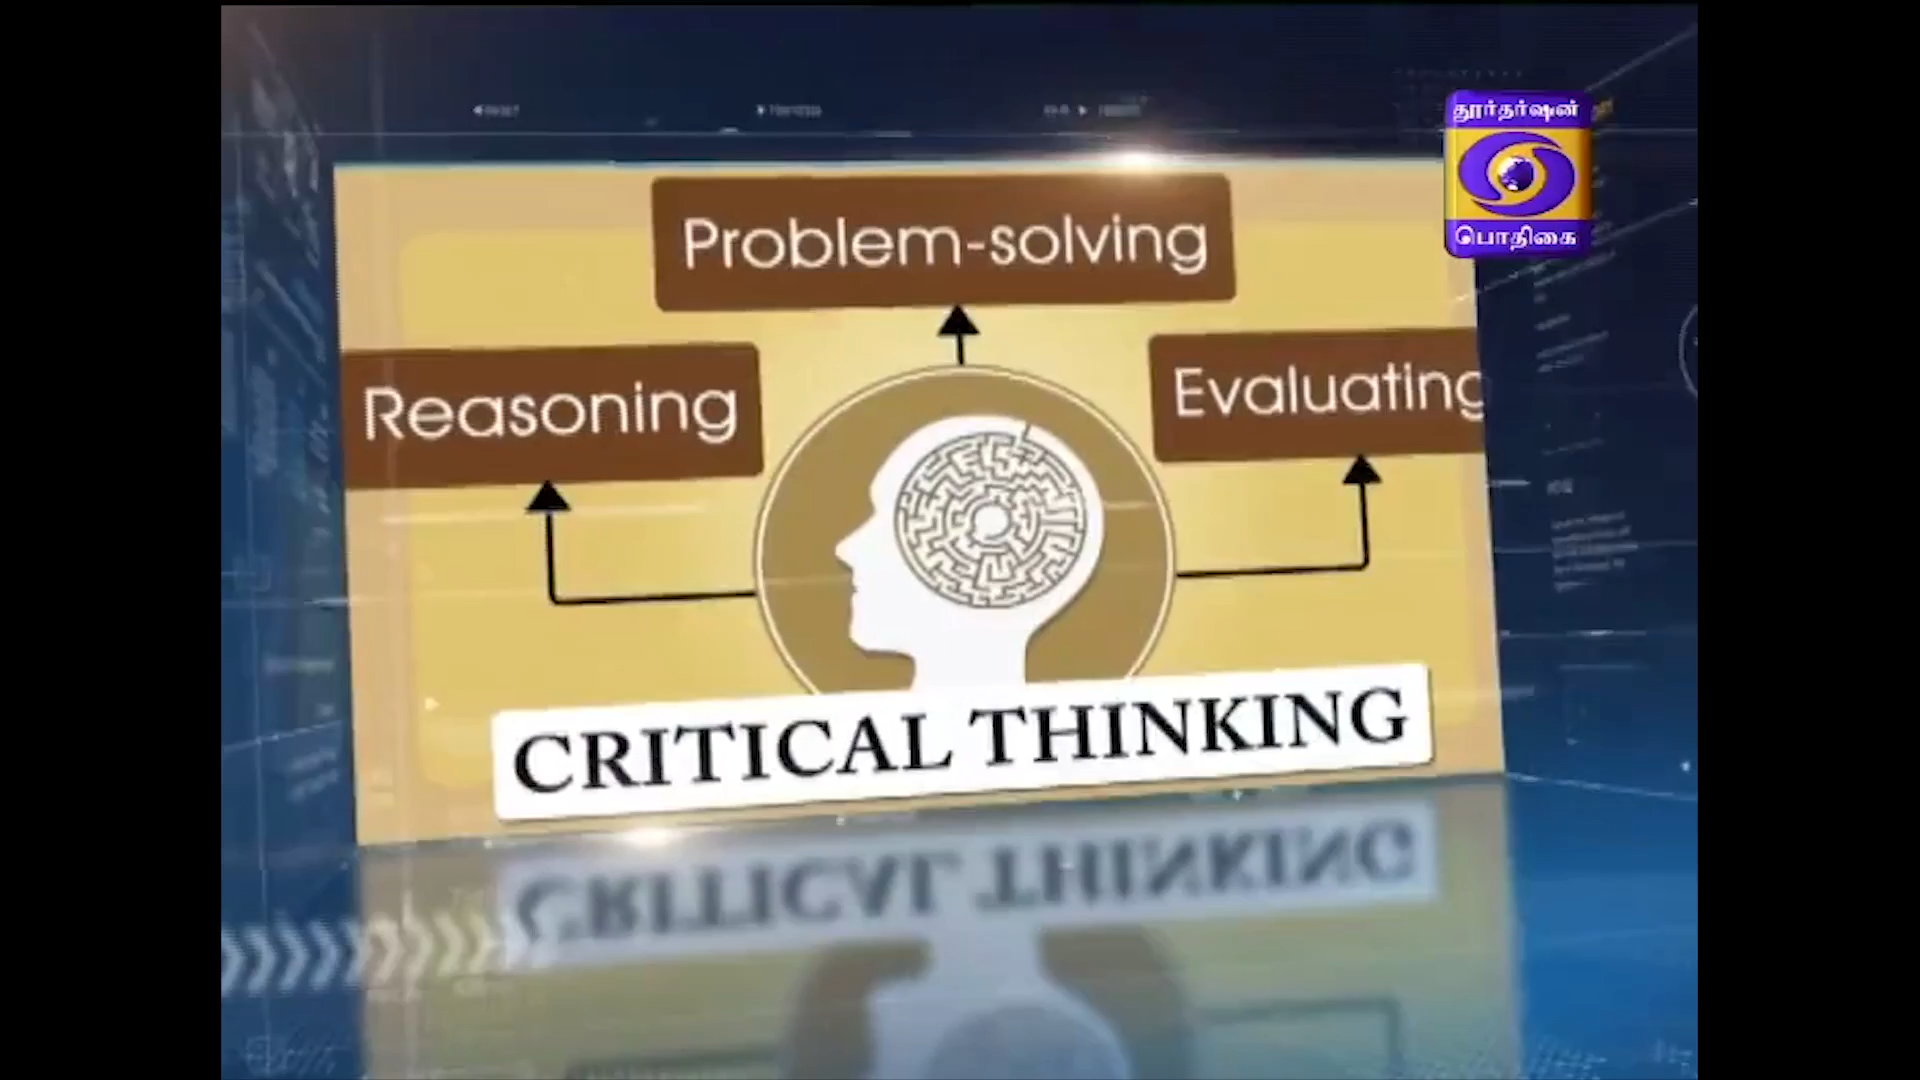 தூர்தர்ஷன்
பொதிகை
Problem-solving
Reasoning
Evaluating
CRITICAL THINKING